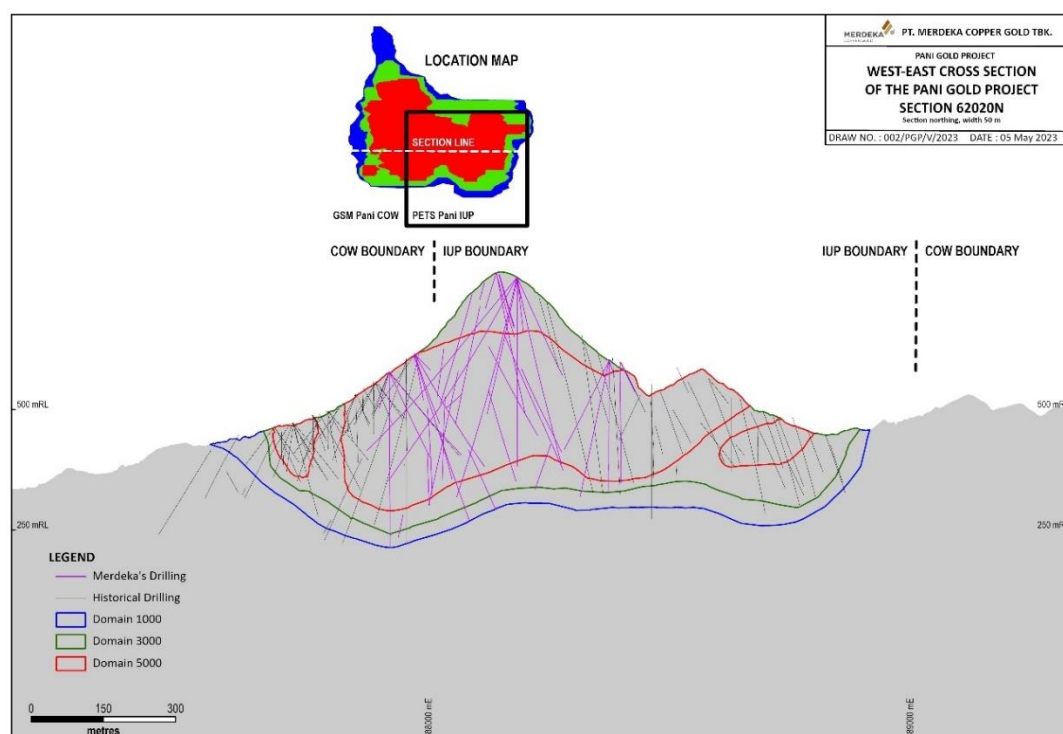 MERDEKA
PT. MERDEKA COPPER GOLD TBK.
PANI GOLD PROJECT
WEST-EAST CROSS SECTION
OF THE PANI GOLD PROJECT
SECTION 62020N
Section northing, width 50 m
DRAW NO. : 002/PGP/V/2023 DATE : 05 May 2023
LOCATION MAP
SECTION LINE
GSM Pani COW
PETS Pani IUP
COW BOUNDARY
IUP BOUNDARY
IUP BOUNDARY
COW BOUNDARY
500 mRL
500 mRL
250 mRL
250 mRL
LEGEND
Merdeka's Drilling
Historical Drilling
Domain 1000
Domain 3000
Domain 5000
0 150 300
metres
88000 mE
89000 mE